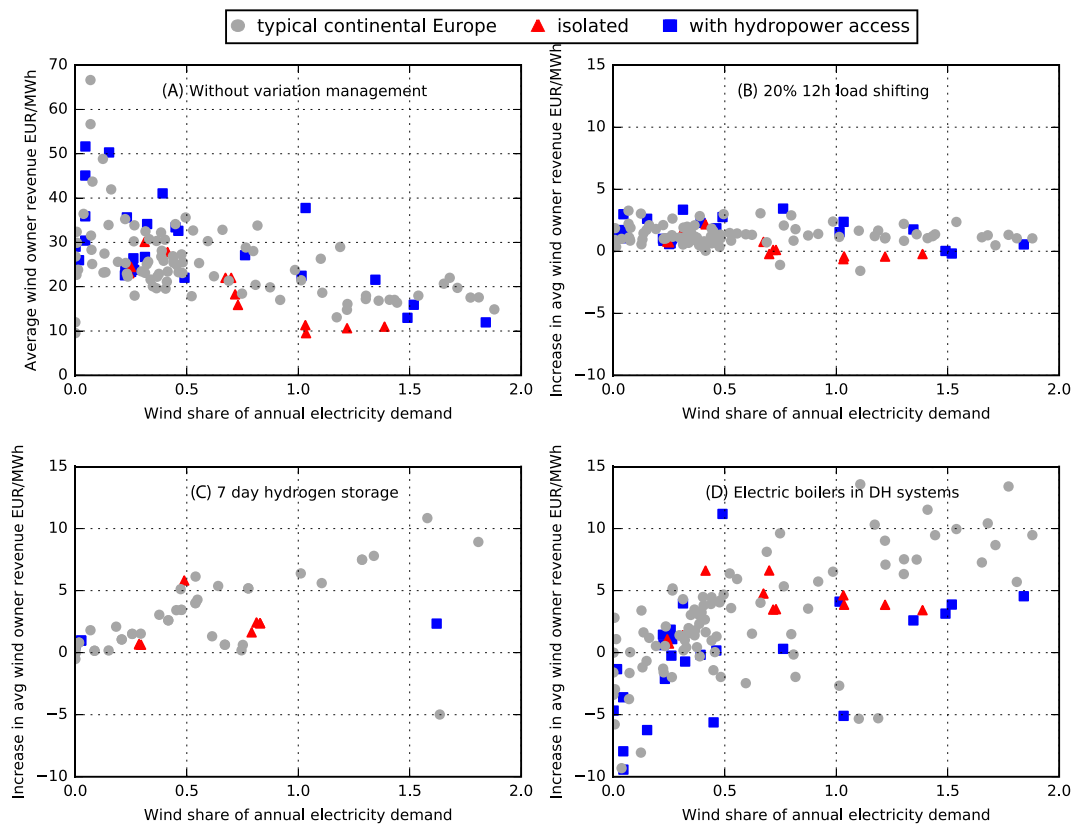 typical continental Europe isolated with hydropower access
(A) Without variation management
Average wind owner revenue EUR/MWh
70
60
50
40
30
20
10
0
0.0 0.5 1.0 1.5 2.0
Wind share of annual electricity demand
(B) 20% 12h load shifting
Increase in avg wind owner revenue EUR/MWh
15
10
5
0
−5
−10
0.0 0.5 1.0 1.5 2.0
Wind share of annual electricity demand
(C) 7 day hydrogen storage
Increase in avg wind owner revenue EUR/MWh
15
10
5
0
−5
−10
0.0 0.5 1.0 1.5 2.0
Wind share of annual electricity demand
(D) Electric boilers in DH systems
Increase in avg wind owner revenue EUR/MWh
15
10
5
0
−5
−10
0.0 0.5 1.0 1.5 2.0
Wind share of annual electricity demand